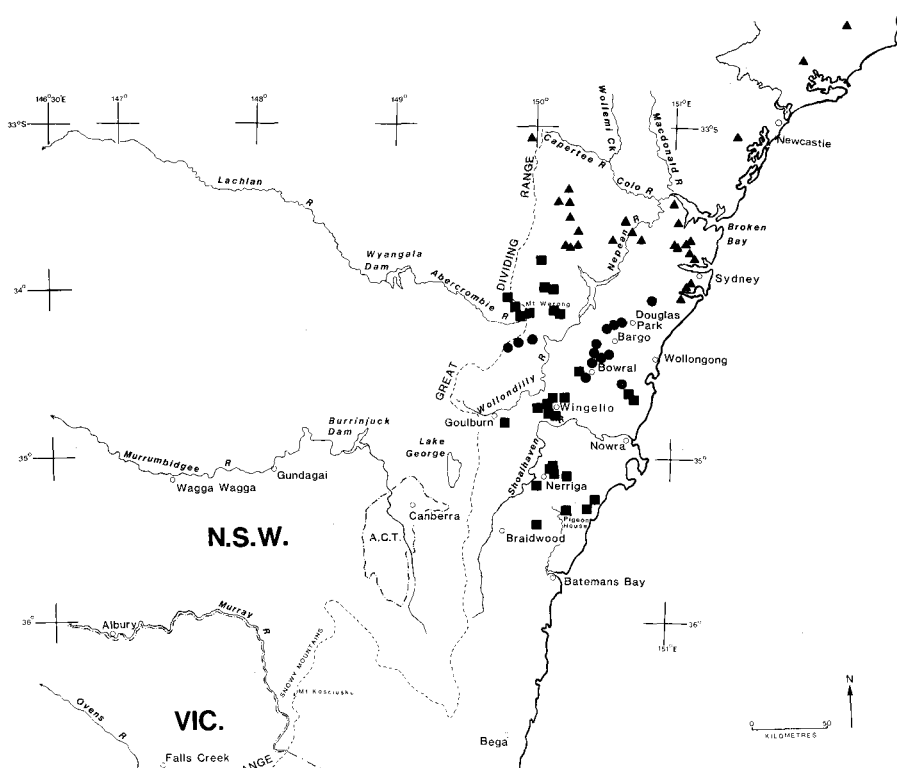 146°30'E
147°
148°
149°
150°
151°E
33°S
33°S
Wollemi Ck
Macdonald R
Newcastle
Capertee R
Colo R
RANGE
Lachlan R
Nepean R
Broken
Bay
Wyangala
Dam
DIVIDING
Sydney
34°
Abercrombie R
Mt Werong
Douglas
Park
Bargo
Wollongong
GREAT
Bowral
Wollondilly R
Wingello
Goulburn
Burrinjuck
Dam
Lake
George
Nowra
35°
35°
Murrumbidgee R
Gundagai
Shoalhaven
Wagga Wagga
Nerriga
Canberra
Pigeon
House
N.S.W.
A.C.T.
Braidwood
Batemans Bay
36°
Murray R
36°
Albury
151°E
SNOWY MOUNTAINS
Mt Kosciusko
N
Ovens R
VIC.
0 50
KILOMETRES
Bega
Falls Creek
ANGE